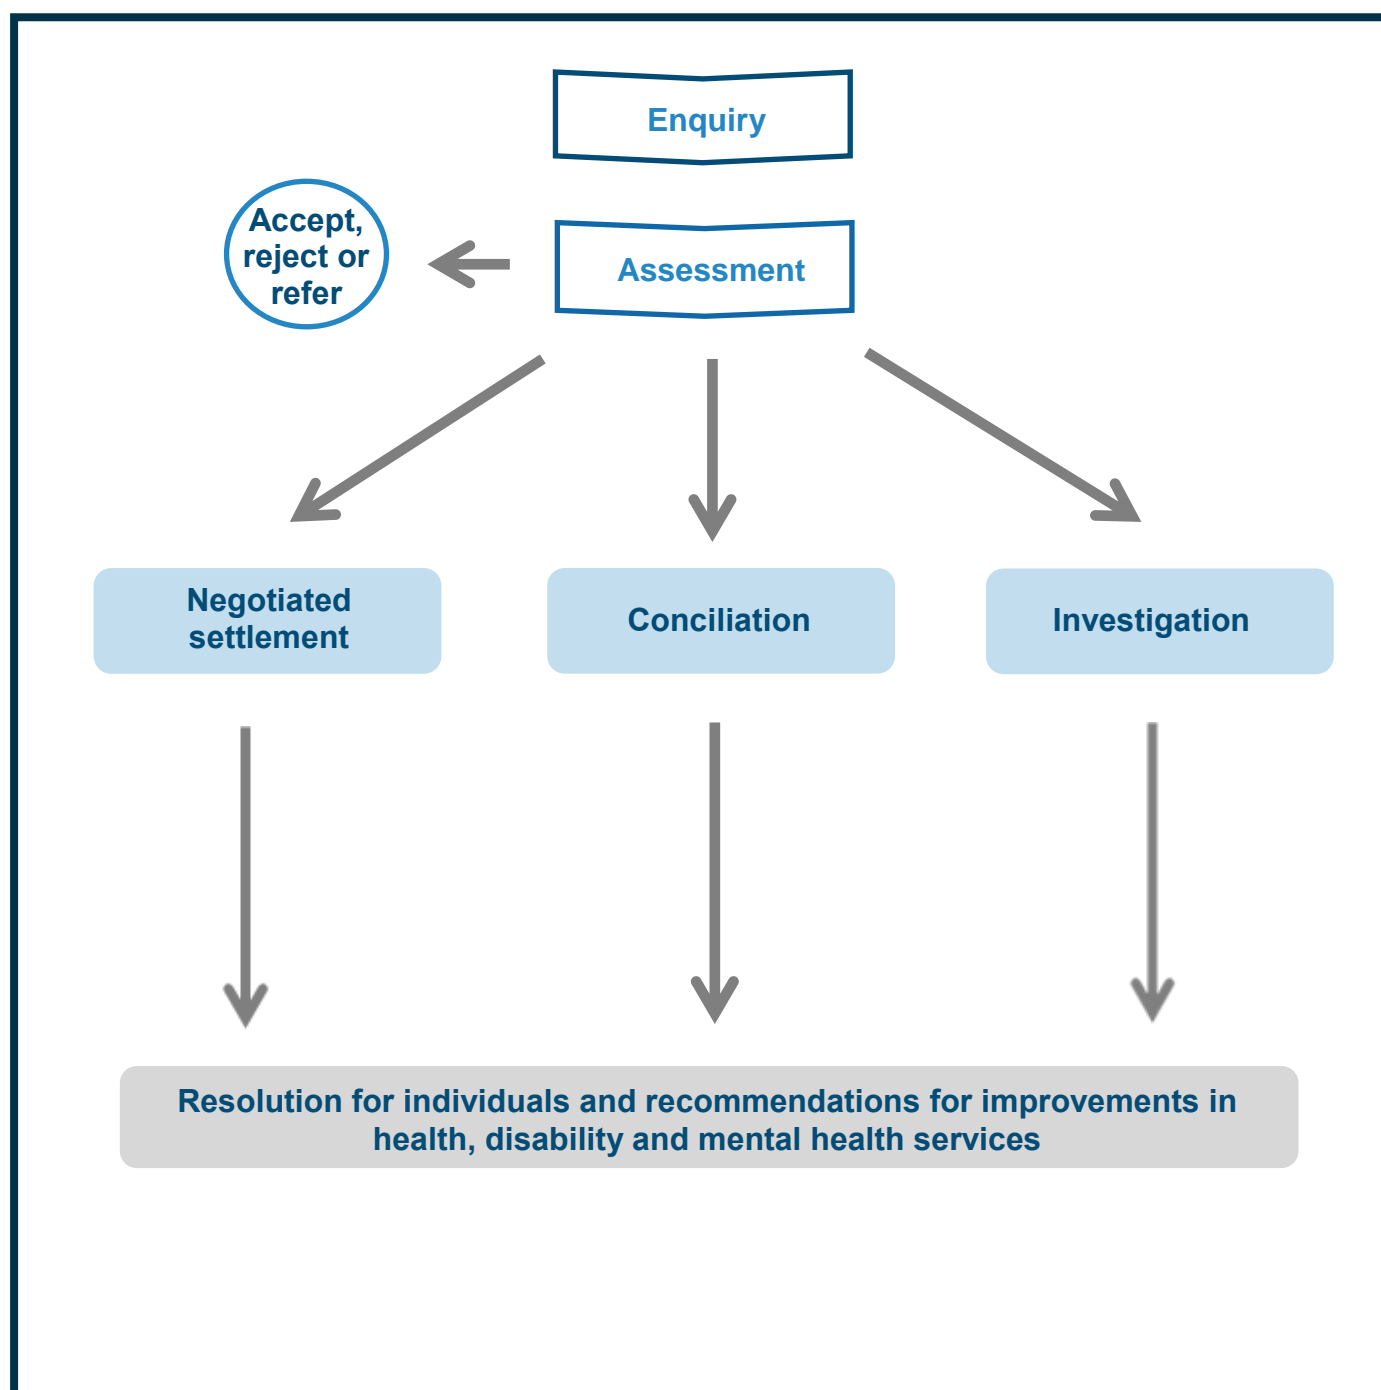 Enquiry
Accept,
reject or
refer
Assessment
Negotiated
settlement
Conciliation
Investigation
Resolution for individuals and recommendations for improvements in
health, disability and mental health services